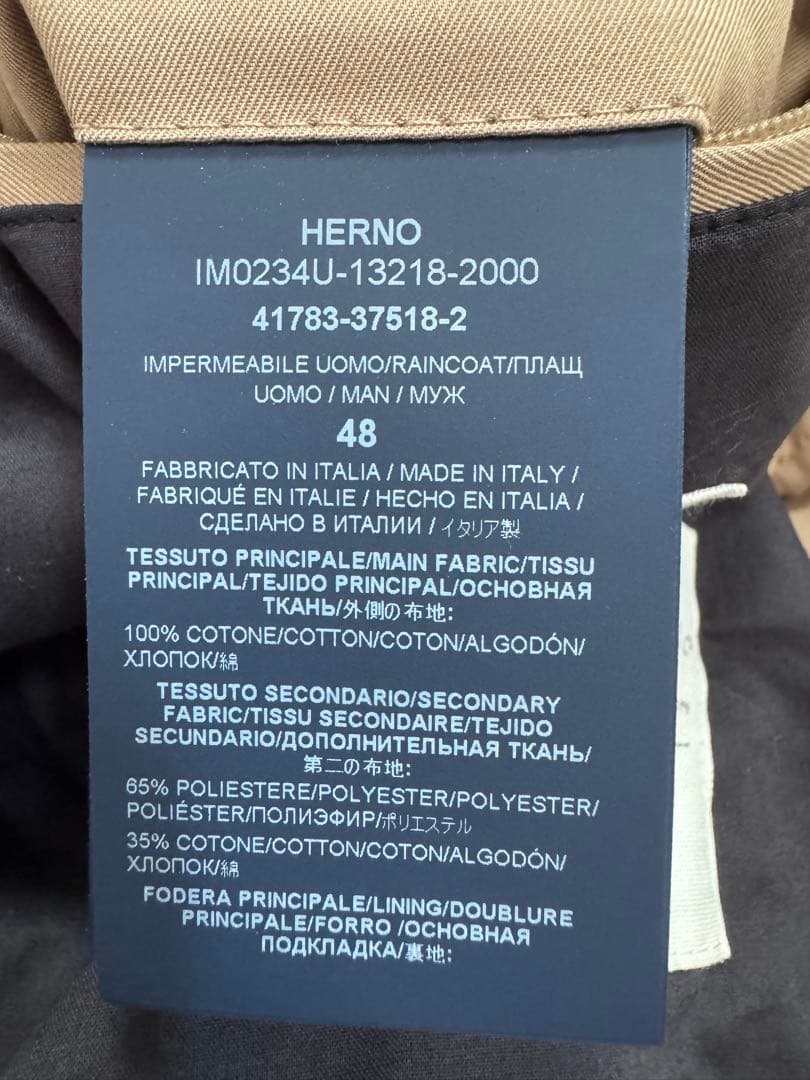 HERNO
IM0234U-13218-2000
41783-37518-2
IMPERMEABILE UOMO/RAINCOAT/ПЛАЩ
UOMO / MAN / МУЖ
48
FABBRICATO IN ITALIA / MADE IN ITALY /
FABRIQUÉ EN ITALIE / HECHO EN ITALIA /
СДЕЛАНО В ИТАЛИИ / イタリア製
TESSUTO PRINCIPALE/MAIN FABRIC/TISSU
PRINCIPAL/TEJIDO PRINCIPAL/ОСНОВНАЯ
ТКАНЬ/外側の布地:
100% COTONE/COTTON/COTON/ALGODÓN/
ХЛОПОК/綿
TESSUTO SECONDARIO/SECONDARY
FABRIC/TISSU SECONDAIRE/TEJIDO
SECUNDARIO/ДОПОЛНИТЕЛЬНАЯ ТКАНЬ/
第二の布地:
65% POLIESTERE/POLYESTER/POLYESTER/
POLIÉSTER/ПОЛИЭФИР/ポリエステル
35% COTONE/COTTON/COTON/ALGODÓN/
ХЛОПОК/綿
FODERA PRINCIPALE/LINING/DOUBLURE
PRINCIPALE/FORRO /ОСНОВНАЯ
ПОДКЛАДКА/裏地: